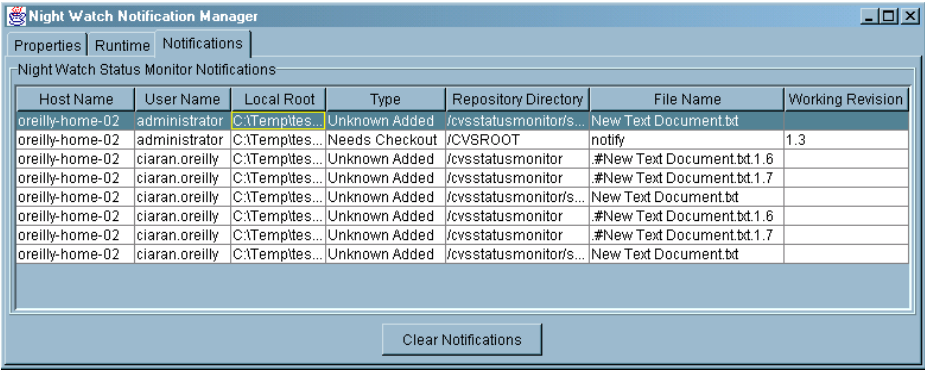 Night Watch Notification Manager
Properties Runtime Notifications
Night Watch Status Monitor Notifications
Host Name User Name Local Root Type Repository Directory File Name Working Revision
oreilly-home-02 administrator C:\Temp\tes... Unknown Added /cvsstatusmonitor/s... New Text Document.txt
oreilly-home-02 administrator C:\Temp\tes... Needs Checkout /CVSROOT notify 1.3
oreilly-home-02 ciaran.oreilly C:\Temp\tes... Unknown Added /cvsstatusmonitor .#New Text Document.txt.1.6
oreilly-home-02 ciaran.oreilly C:\Temp\tes... Unknown Added /cvsstatusmonitor .#New Text Document.txt.1.7
oreilly-home-02 ciaran.oreilly C:\Temp\tes... Unknown Added /cvsstatusmonitor/s... New Text Document.txt
oreilly-home-02 ciaran.oreilly C:\Temp\tes... Unknown Added /cvsstatusmonitor .#New Text Document.txt.1.6
oreilly-home-02 ciaran.oreilly C:\Temp\tes... Unknown Added /cvsstatusmonitor .#New Text Document.txt.1.7
oreilly-home-02 ciaran.oreilly C:\Temp\tes... Unknown Added /cvsstatusmonitor/s... New Text Document.txt
Clear Notifications